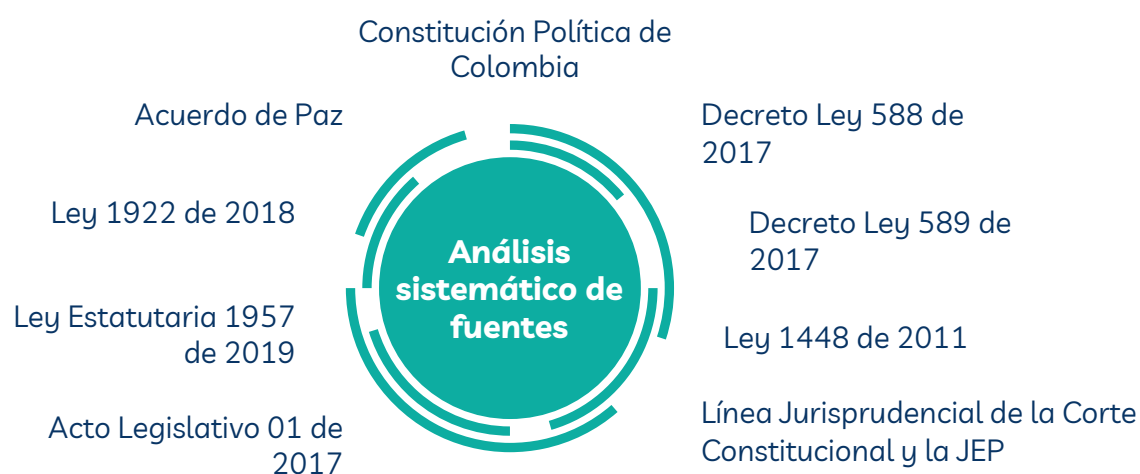 Constitución Política de
Colombia
Acuerdo de Paz
Decreto Ley 588 de
2017
Ley 1922 de 2018
Decreto Ley 589 de
2017
Análisis
sistemático de
fuentes
Ley Estatutaria 1957
de 2019
Ley 1448 de 2011
Acto Legislativo 01 de
2017
Línea Jurisprudencial de la Corte
Constitucional y la JEP